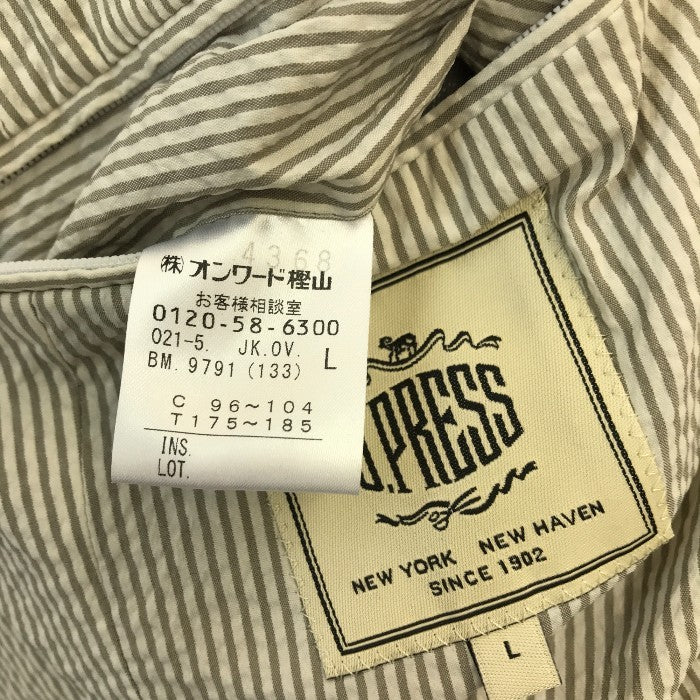 4368
(株)オンワード樫山
お客様相談室
0120-58-6300
021-5. JK.OV. L
BM. 9791 (133)
C 96～104
T 175～185
INS.
LOT.
.PRESS
NEW YORK NEW HAVEN
SINCE 1902
L